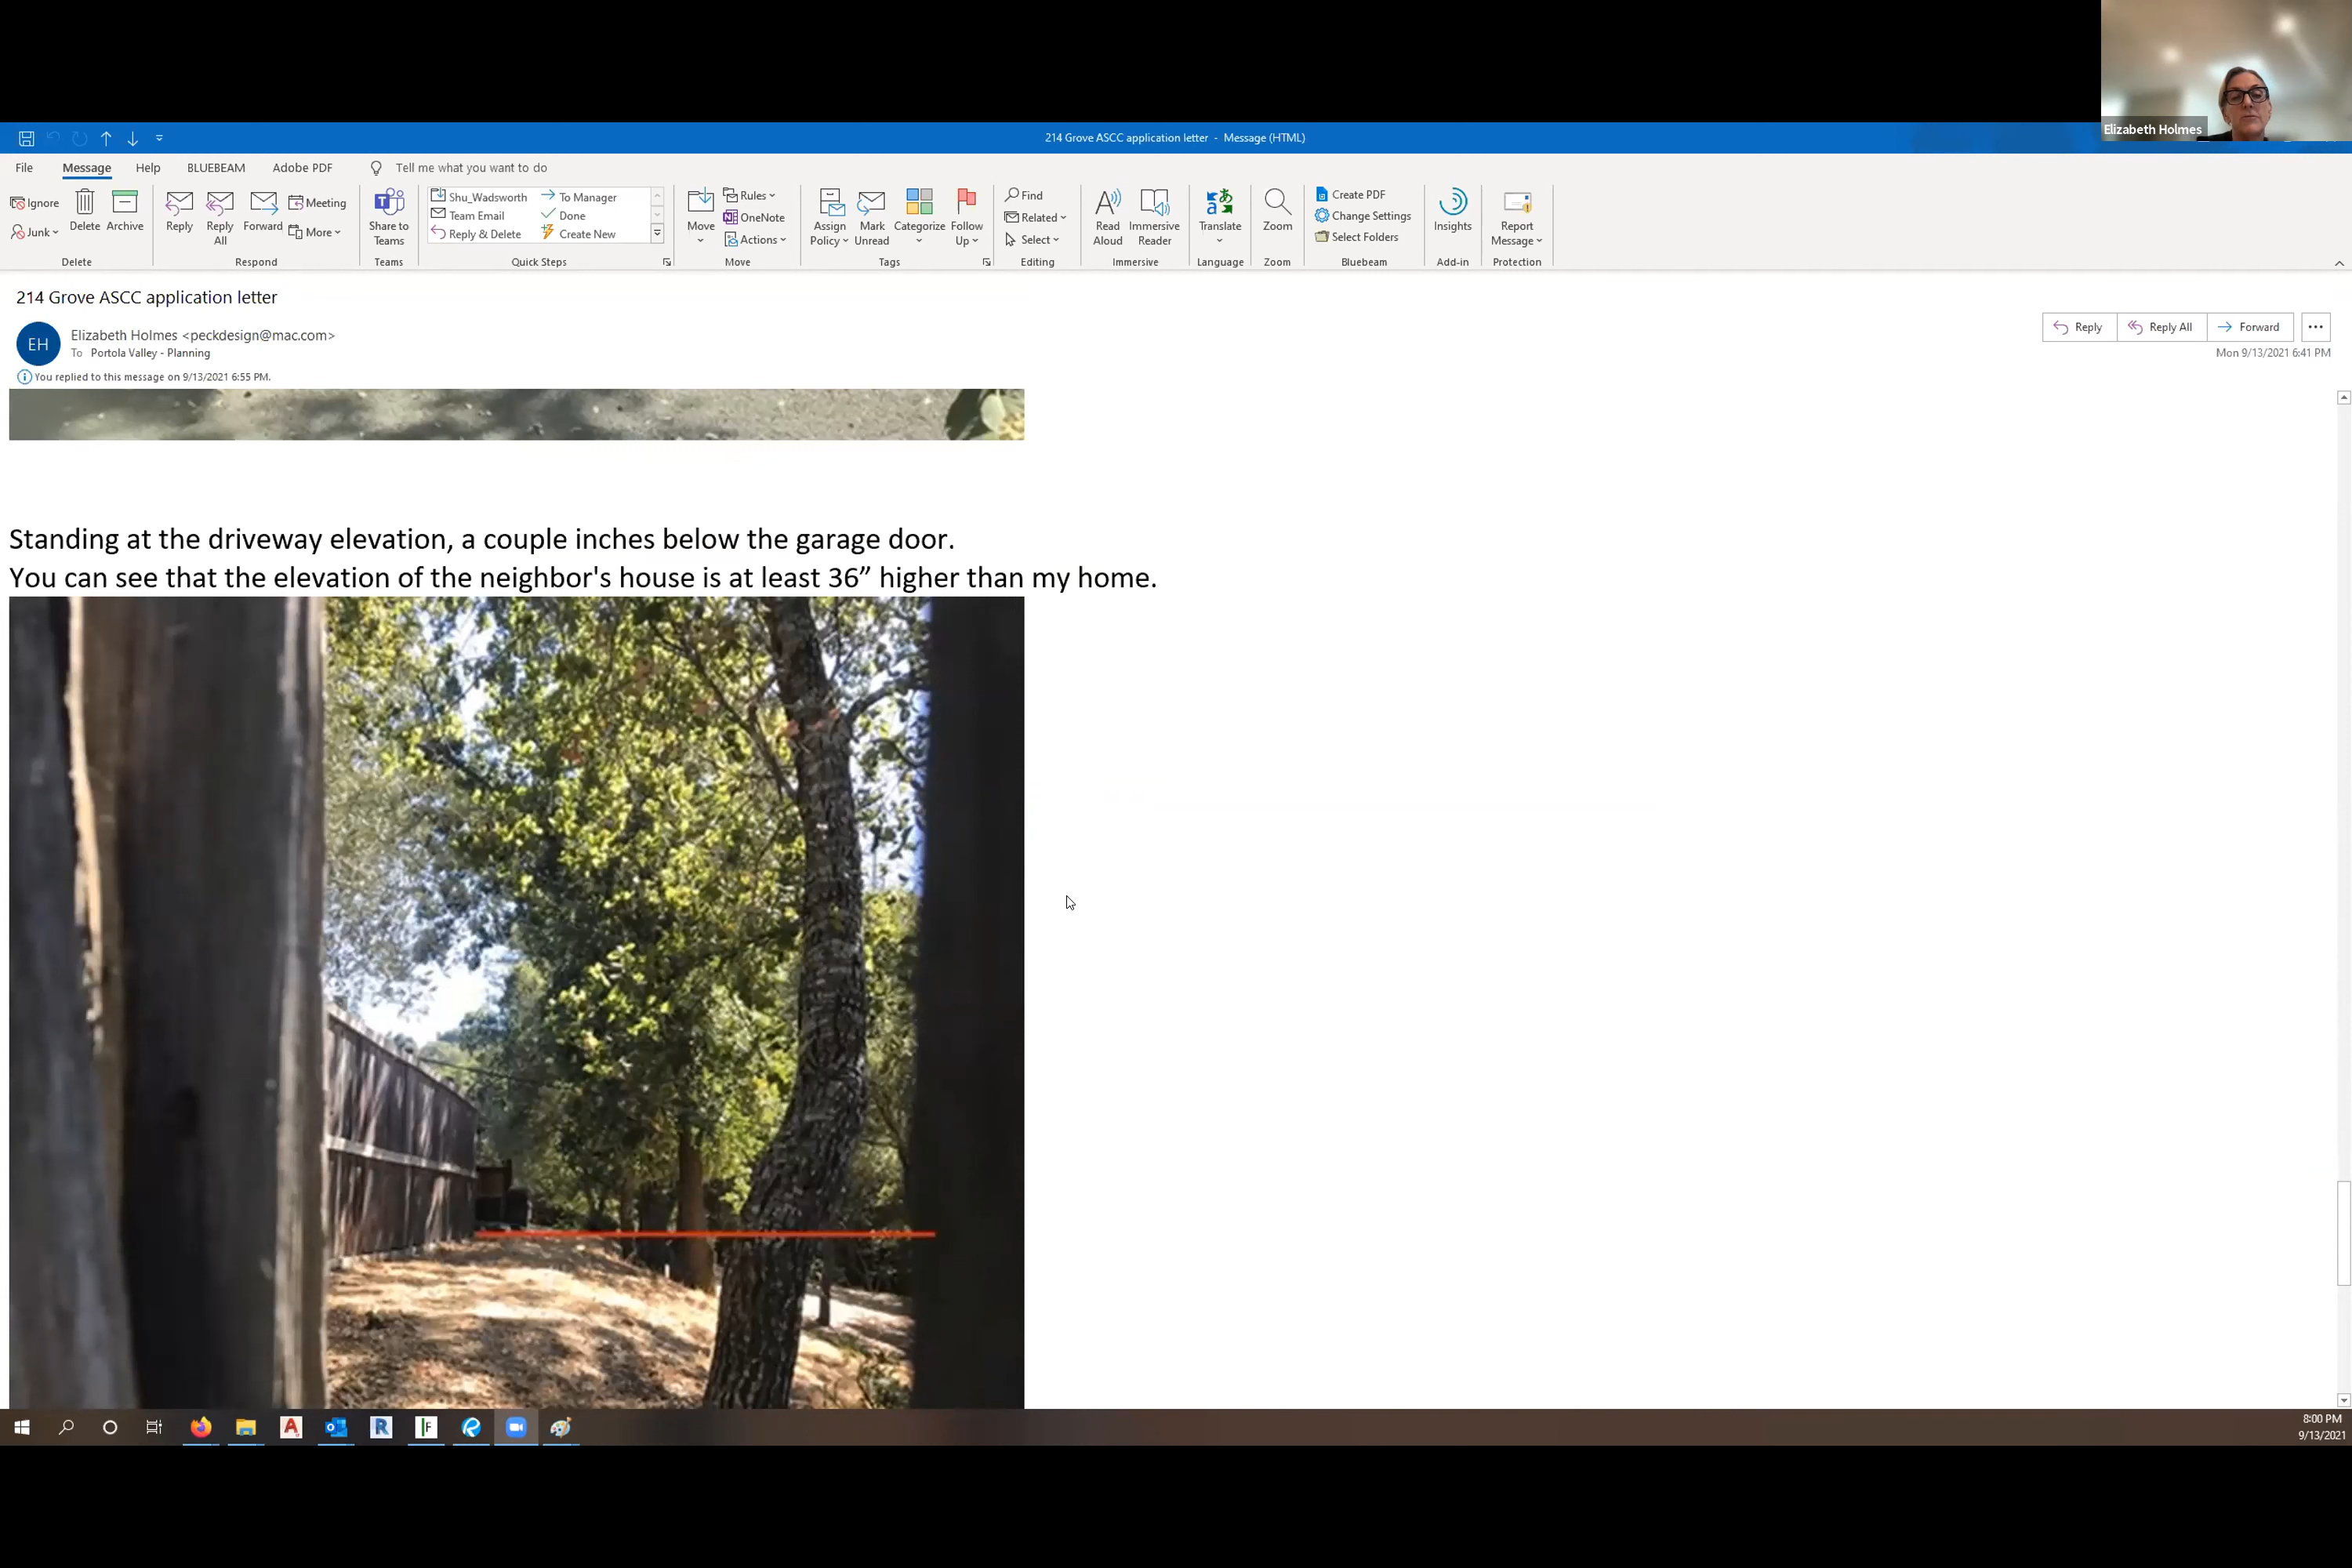 Elizabeth Holmes
214 Grove ASCC application letter - Message (HTML)
File Message Help BLUEBEAM Adobe PDF Tell me what you want to do
Ignore
Junk
Delete
Archive
Delete
Reply
Reply All
Forward
Meeting
More
Respond
Share to Teams
Teams
Shu_Wadsworth
Team Email
Reply & Delete
To Manager
Done
Create New
Quick Steps
Move
Rules
OneNote
Actions
Move
Assign Policy
Mark Unread
Categorize
Follow Up
Tags
Find
Related
Select
Editing
Read Aloud
Immersive Reader
Immersive
Translate
Language
Zoom
Zoom
Create PDF
Change Settings
Select Folders
Bluebeam
Insights
Add-in
Report Message
Protection
214 Grove ASCC application letter
EH
Elizabeth Holmes <peckdesign@mac.com>
To Portola Valley - Planning
Reply
Reply All
Forward
Mon 9/13/2021 6:41 PM
You replied to this message on 9/13/2021 6:55 PM.
Standing at the driveway elevation, a couple inches below the garage door.
You can see that the elevation of the neighbor's house is at least 36” higher than my home.
8:00 PM
9/13/2021